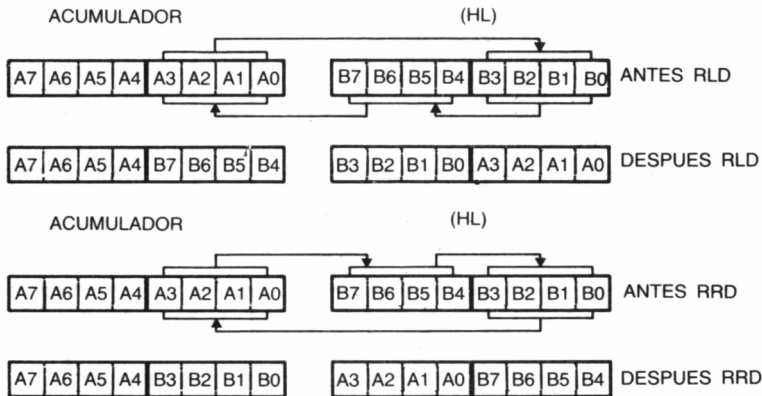 ACUMULADOR (HL)
A7 A6 A5 A4 A3 A2 A1 A0 B7 B6 B5 B4 B3 B2 B1 B0 ANTES RLD
A7 A6 A5 A4 B7 B6 B5 B4 B3 B2 B1 B0 A3 A2 A1 A0 DESPUES RLD
ACUMULADOR (HL)
A7 A6 A5 A4 A3 A2 A1 A0 B7 B6 B5 B4 B3 B2 B1 B0 ANTES RRD
A7 A6 A5 A4 B3 B2 B1 B0 A3 A2 A1 A0 B7 B6 B5 B4 DESPUES RRD